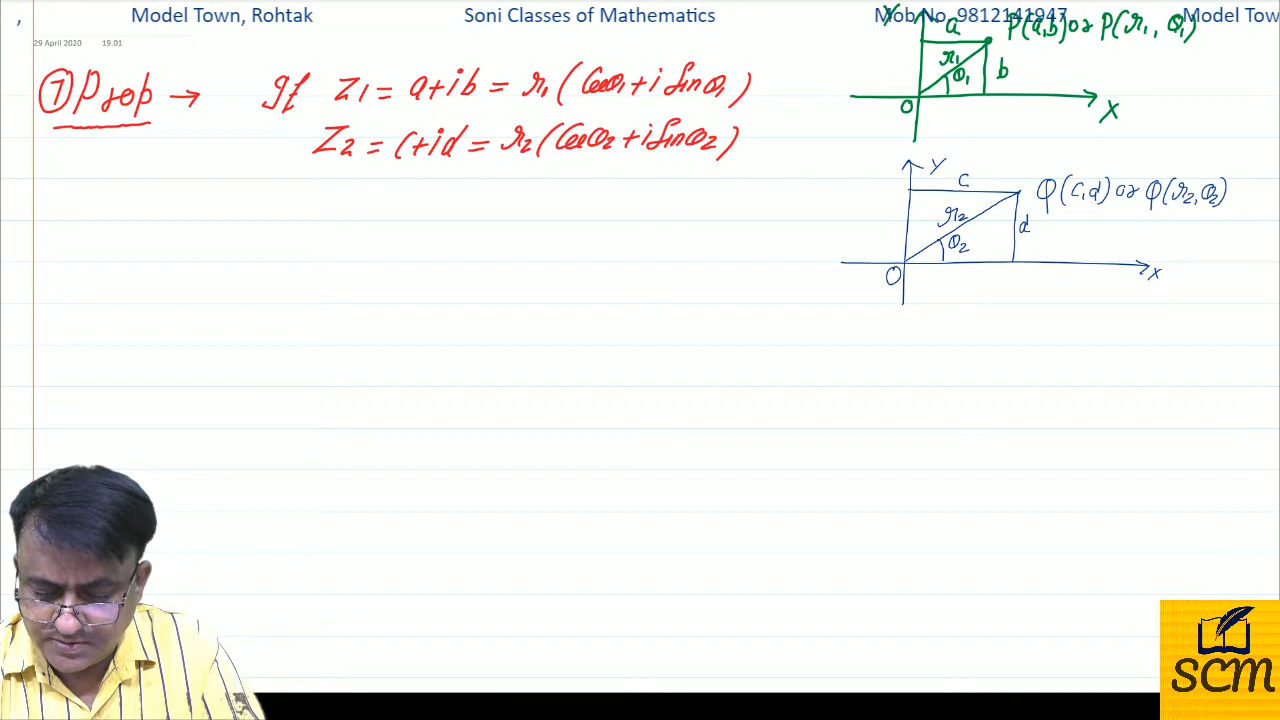 , Model Town, Rohtak Soni Classes of Mathematics Mob No. 9812141947 Model Tow
29 April 2020 19:01
⑦ Prop → If Z1 = a+ib = r1(Cosθ1+i Sinθ1)
Z2 = c+id = r2(Cosθ2+i Sinθ2)
Y
a
P(a,b) or P(r1, θ1)
r1
θ1
b
O
X
Y
c
Q(c,d) or Q(r2,θ2)
r2
θ2
d
O
X
SCM